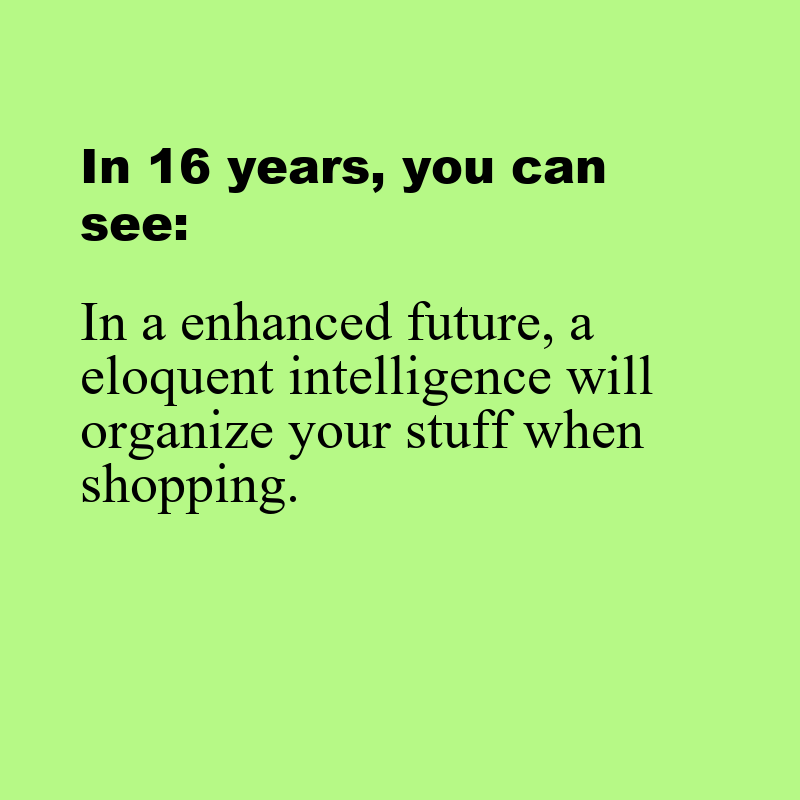 In 16 years, you can
see:
In a enhanced future, a
eloquent intelligence will
organize your stuff when
shopping.